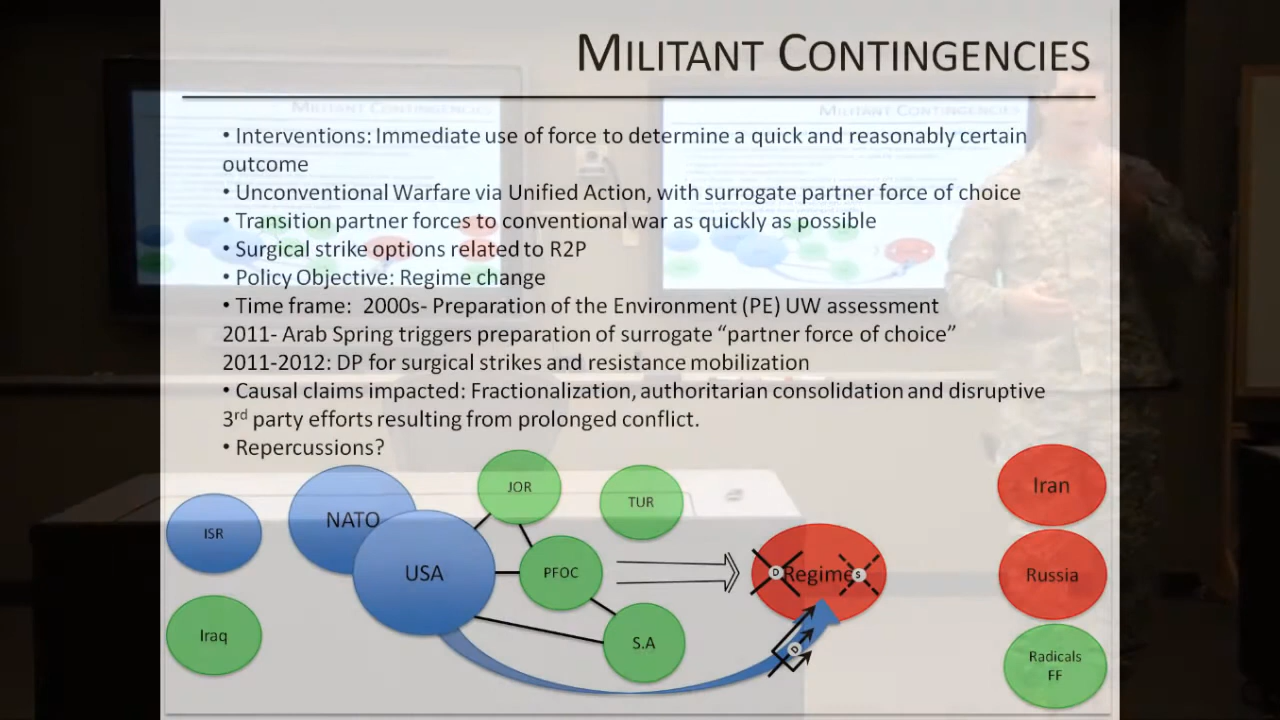 MILITANT CONTINGENCIES
• Interventions: Immediate use of force to determine a quick and reasonably certain
outcome
• Unconventional Warfare via Unified Action, with surrogate partner force of choice
• Transition partner forces to conventional war as quickly as possible
• Surgical strike options related to R2P
• Policy Objective: Regime change
• Time frame: 2000s- Preparation of the Environment (PE) UW assessment
2011- Arab Spring triggers preparation of surrogate “partner force of choice”
2011-2012: DP for surgical strikes and resistance mobilization
• Causal claims impacted: Fractionalization, authoritarian consolidation and disruptive
3rd party efforts resulting from prolonged conflict.
• Repercussions?
ISR
NATO
JOR
TUR
Iran
USA
PFOC
D
Regime
S
Russia
Iraq
S.A
D
Radicals
FF
MILITANT CONTINGENCIES
MILITANT CONTINGENCIES